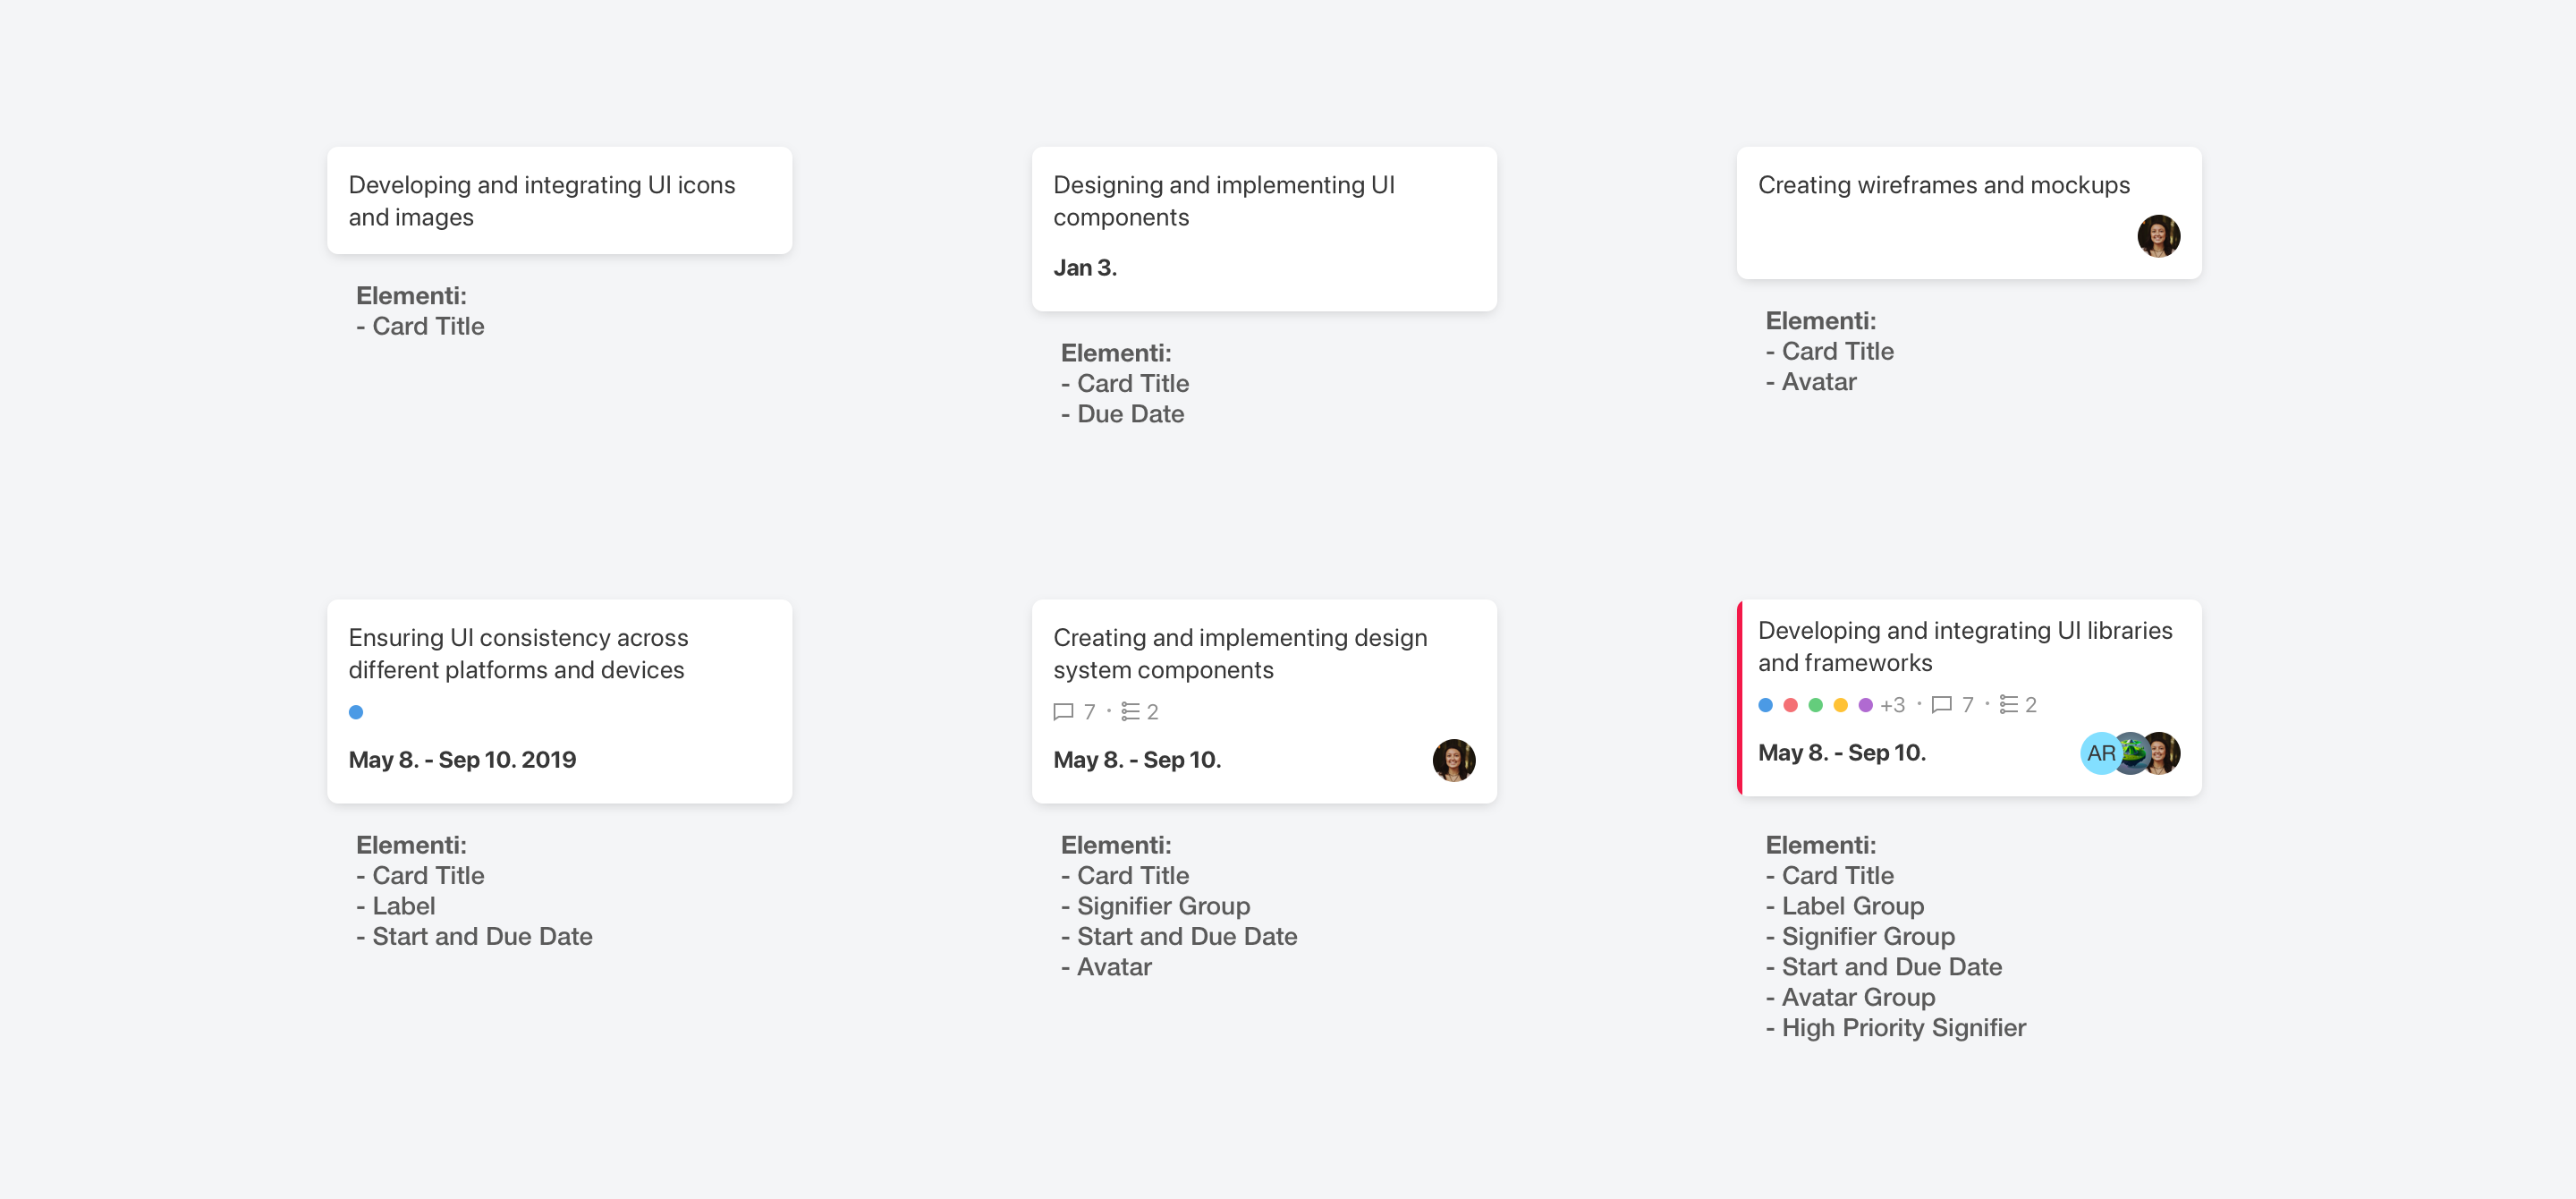 Developing and integrating UI icons
and images
Elementi:
- Card Title
Designing and implementing UI
components
Jan 3.
Elementi:
- Card Title
- Due Date
Creating wireframes and mockups
Elementi:
- Card Title
- Avatar
Ensuring UI consistency across
different platforms and devices
May 8. - Sep 10. 2019
Elementi:
- Card Title
- Label
- Start and Due Date
Creating and implementing design
system components
7 · 2
May 8. - Sep 10.
Elementi:
- Card Title
- Signifier Group
- Start and Due Date
- Avatar
Developing and integrating UI libraries
and frameworks
+3 · 7 · 2
May 8. - Sep 10. AR
Elementi:
- Card Title
- Label Group
- Signifier Group
- Start and Due Date
- Avatar Group
- High Priority Signifier